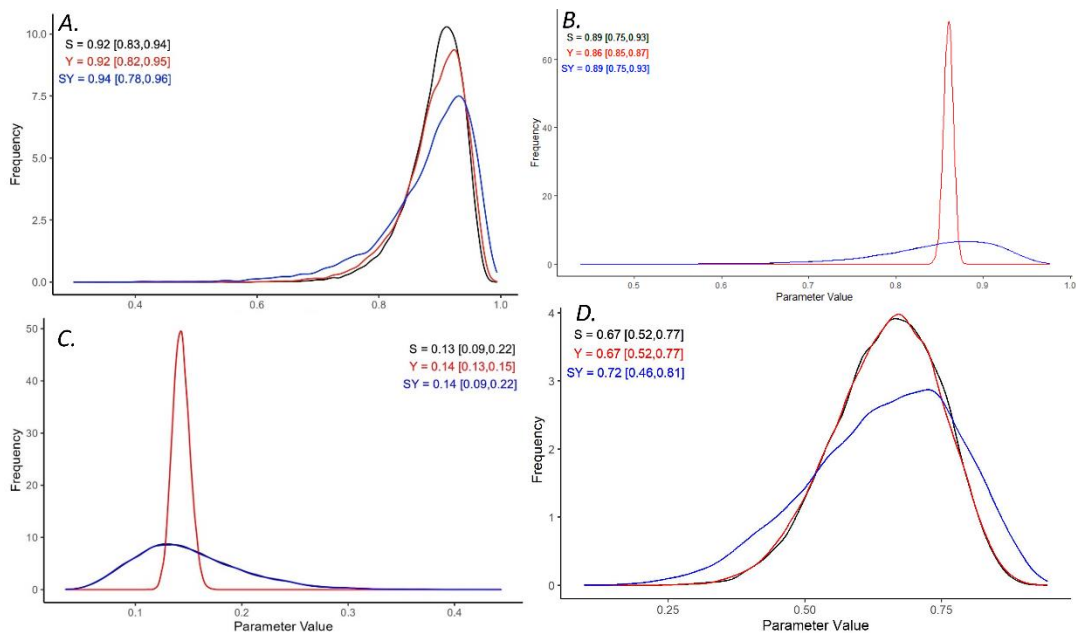 A.
S = 0.92 [0.83,0.94]
Y = 0.92 [0.82,0.95]
SY = 0.94 [0.78,0.96]
10.0
7.5
5.0
2.5
0.0
Frequency
0.4
0.6
0.8
1.0
Parameter Value
B.
S = 0.89 [0.75,0.93]
Y = 0.86 [0.85,0.87]
SY = 0.89 [0.75,0.93]
60
40
20
0
Frequency
0.5
0.6
0.7
0.8
0.9
1.0
Parameter Value
C.
S = 0.13 [0.09,0.22]
Y = 0.14 [0.13,0.15]
SY = 0.14 [0.09,0.22]
50
40
30
20
10
0
Frequency
0.1
0.2
0.3
0.4
Parameter Value
D.
S = 0.67 [0.52,0.77]
Y = 0.67 [0.52,0.77]
SY = 0.72 [0.46,0.81]
4
3
2
1
0
Frequency
0.25
0.50
0.75
Parameter Value